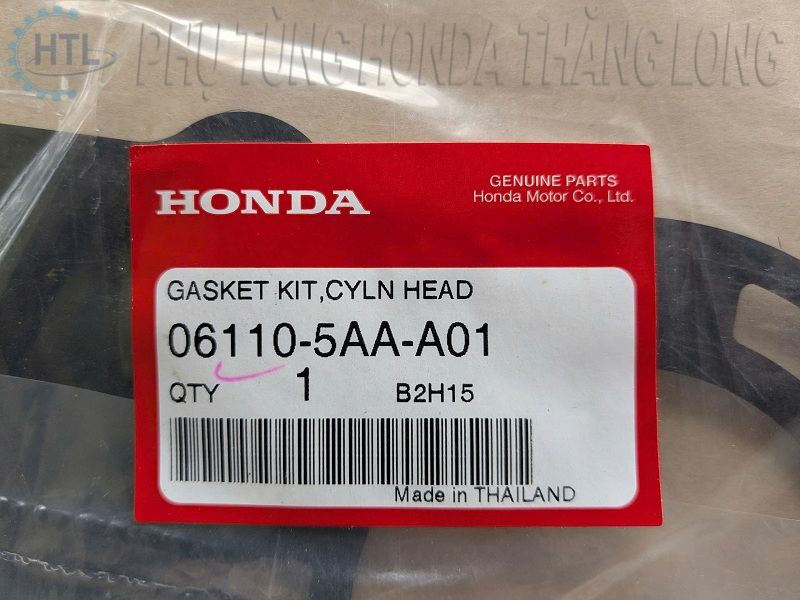 HTL
PHỤ TÙNG HONDA THĂNG LONG
HONDA
GENUINE PARTS
Honda Motor Co., Ltd.
GASKET KIT,CYLN HEAD
06110-5AA-A01
QTY 1 B2H15
Made in THAILAND